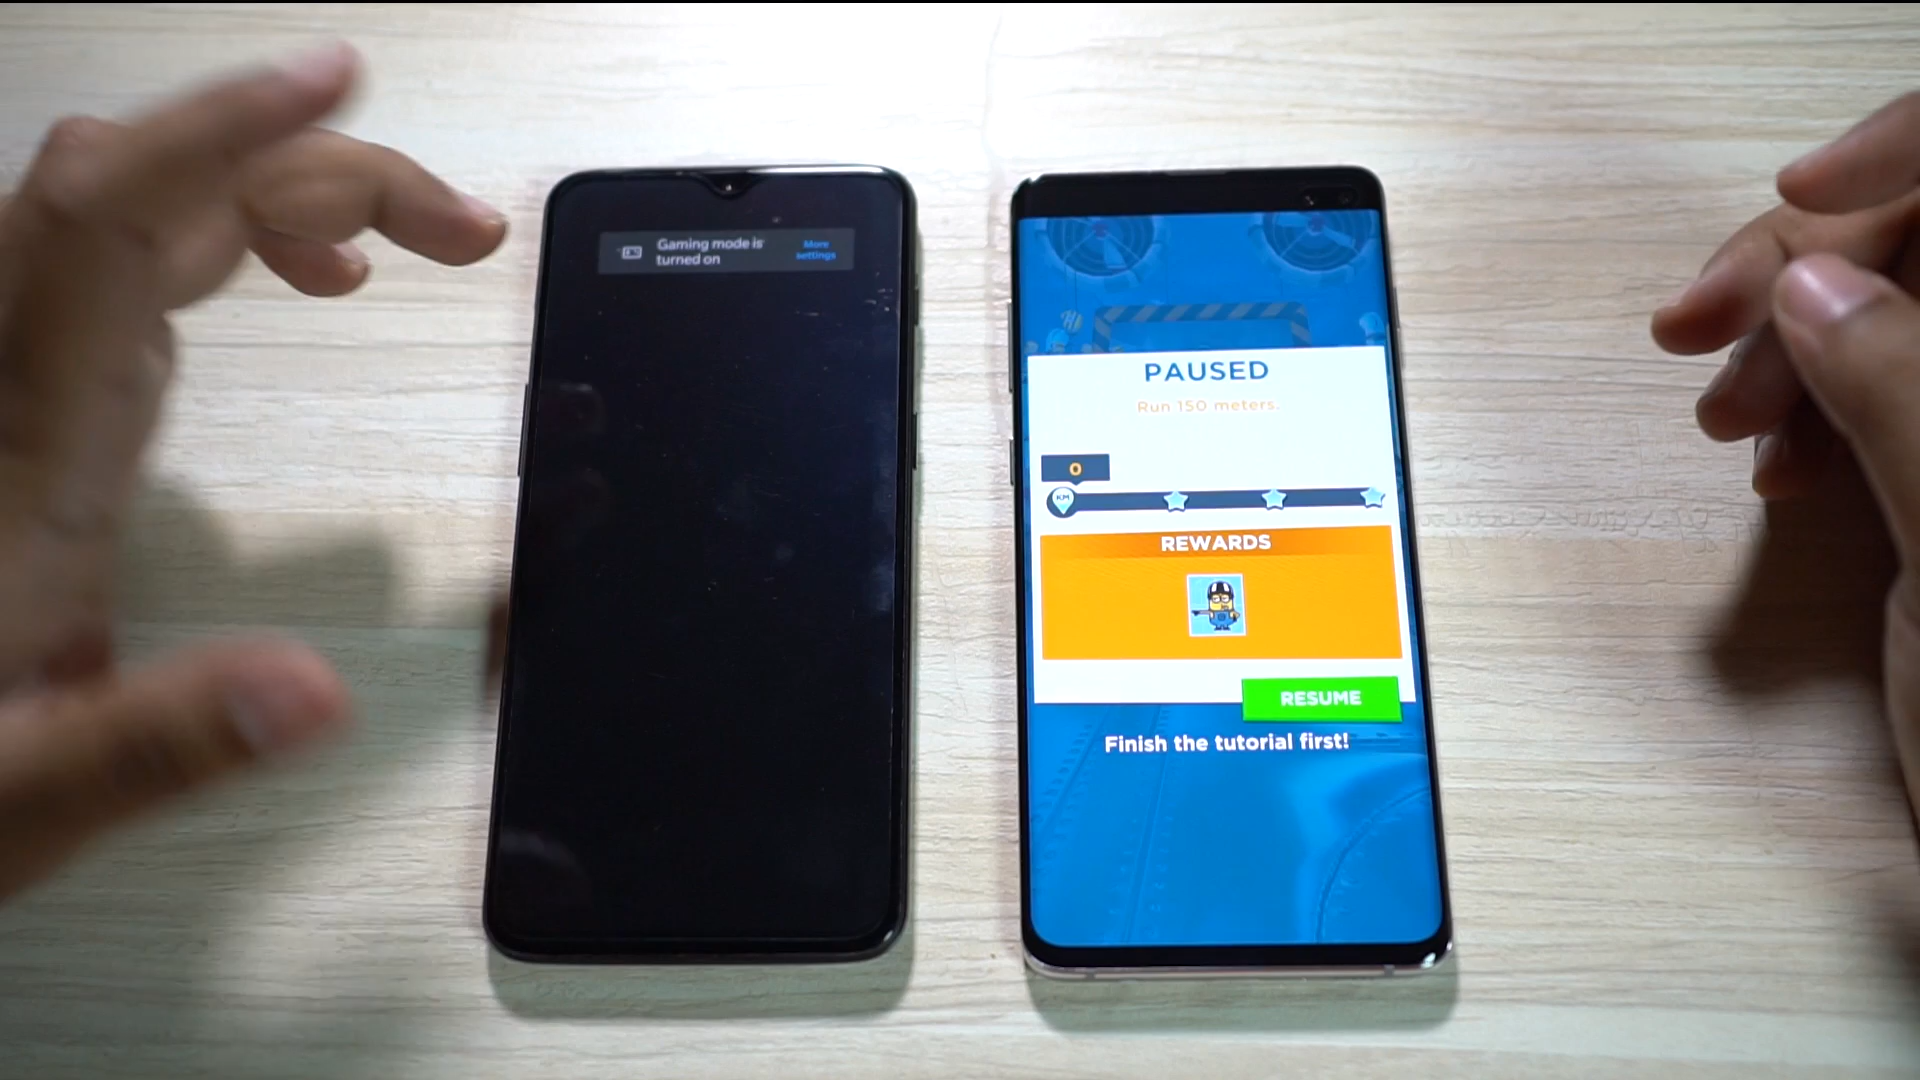 Gaming mode is
turned on
More
settings
PAUSED
Run 150 meters.
0
KM
REWARDS
RESUME
Finish the tutorial first!